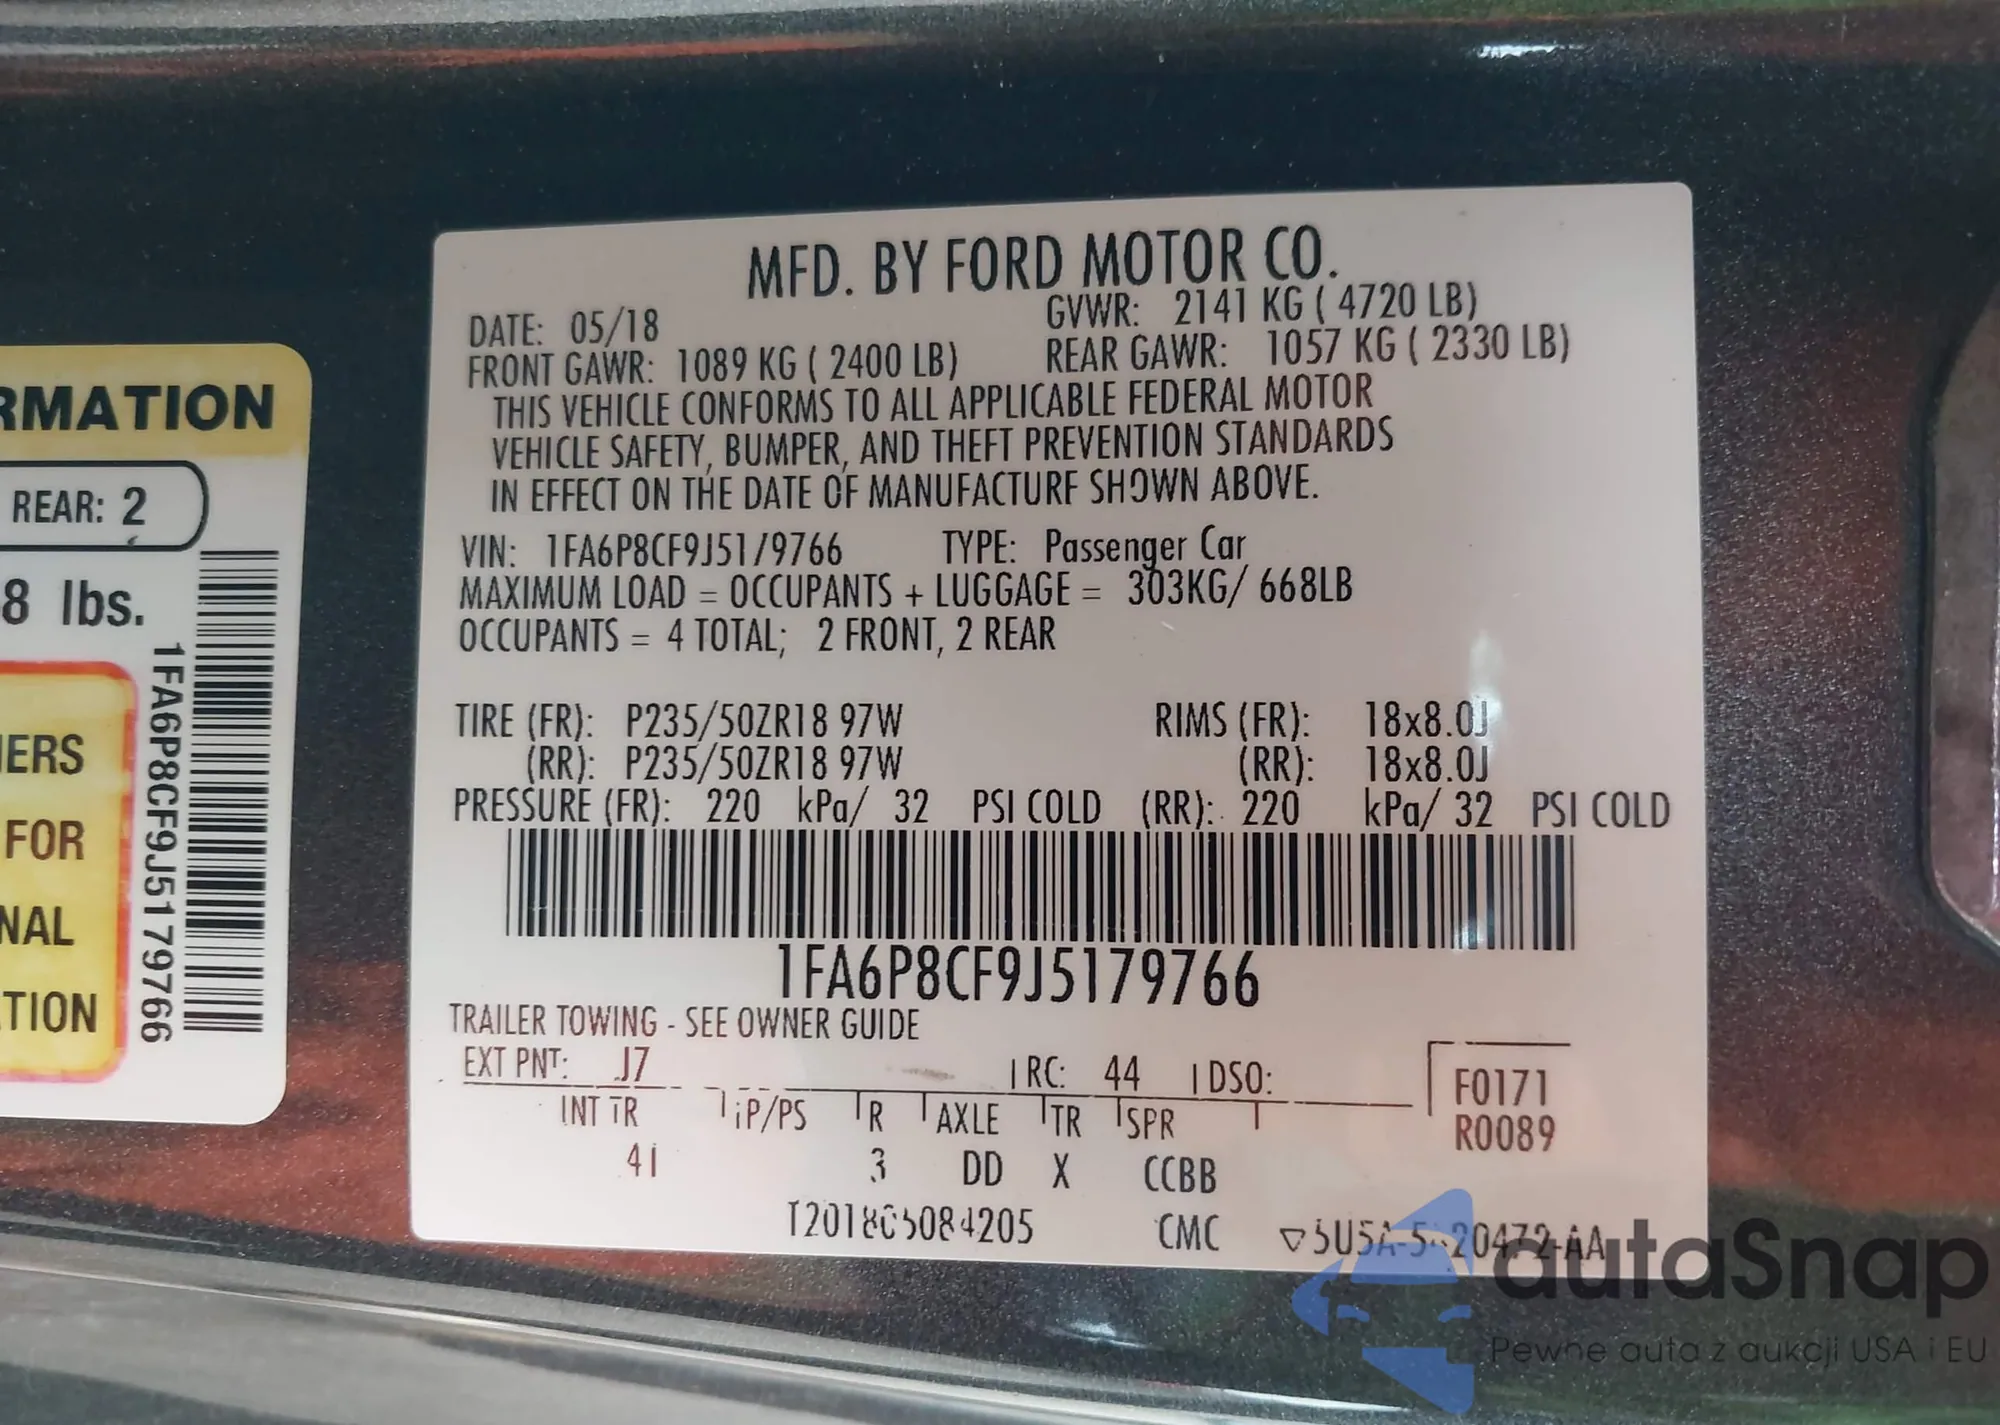 MFD. BY FORD MOTOR CO.
DATE: 05/18
GVWR: 2141 KG ( 4720 LB)
FRONT GAWR: 1089 KG ( 2400 LB)
REAR GAWR: 1057 KG ( 2330 LB)
THIS VEHICLE CONFORMS TO ALL APPLICABLE FEDERAL MOTOR
VEHICLE SAFETY, BUMPER, AND THEFT PREVENTION STANDARDS
IN EFFECT ON THE DATE OF MANUFACTURE SHOWN ABOVE.
VIN: 1FA6P8CF9J5179766 TYPE: Passenger Car
MAXIMUM LOAD = OCCUPANTS + LUGGAGE = 303KG/ 668LB
OCCUPANTS = 4 TOTAL; 2 FRONT, 2 REAR
TIRE (FR): P235/50ZR18 97W RIMS (FR): 18x8.0J
(RR): P235/50ZR18 97W (RR): 18x8.0J
PRESSURE (FR): 220 kPa/ 32 PSI COLD (RR): 220 kPa/ 32 PSI COLD
1FA6P8CF9J5179766
TRAILER TOWING - SEE OWNER GUIDE
EXT PNT: J7 RC: 44 DSO:
F0171
R0089
INT TR TP/PS R AXLE TR SPR
4I 3 DD X CCBB
CMC
RMATION
REAR: 2
8 lbs.
IERS
FOR
NAL
TION
1FA6P8CF9J5179766
autaSnap
Pewne auta z aukcji USA i EU